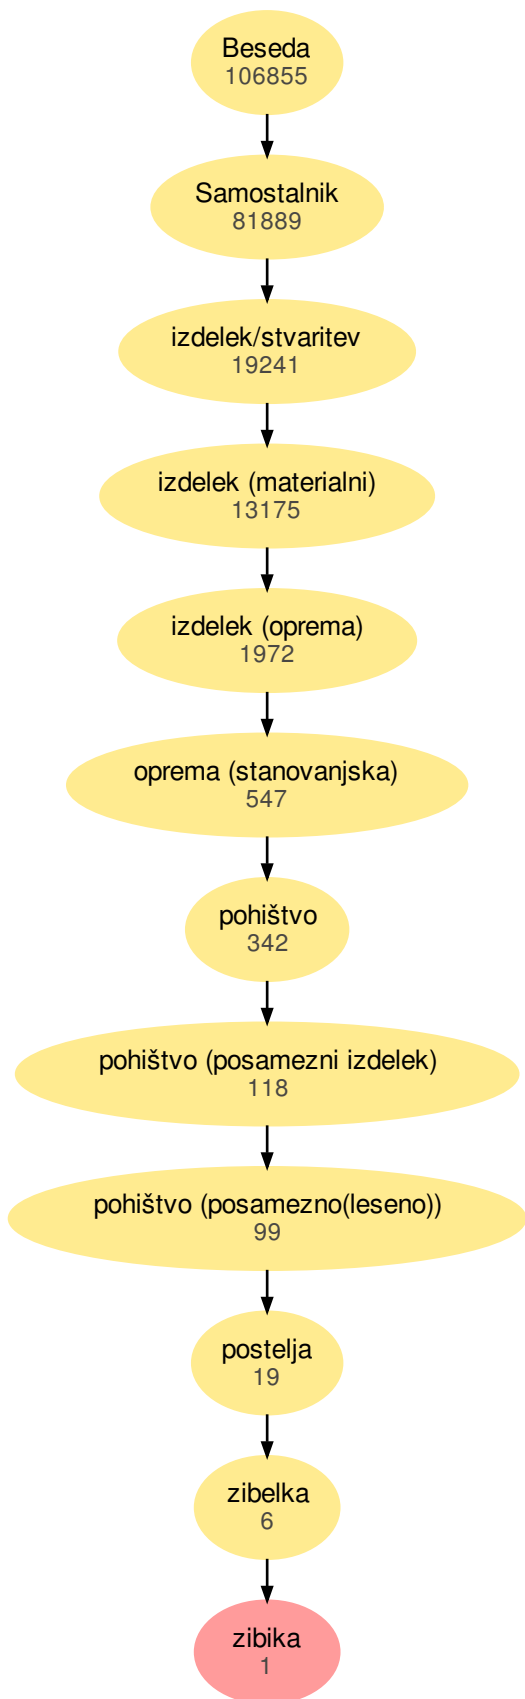 Beseda
106855
Samostalnik
81889
izdelek/stvaritev
19241
izdelek (materialni)
13175
izdelek (oprema)
1972
oprema (stanovanjska)
547
pohištvo
342
pohištvo (posamezni izdelek)
118
pohištvo (posamezno(leseno))
99
postelja
19
zibelka
6
zibika
1